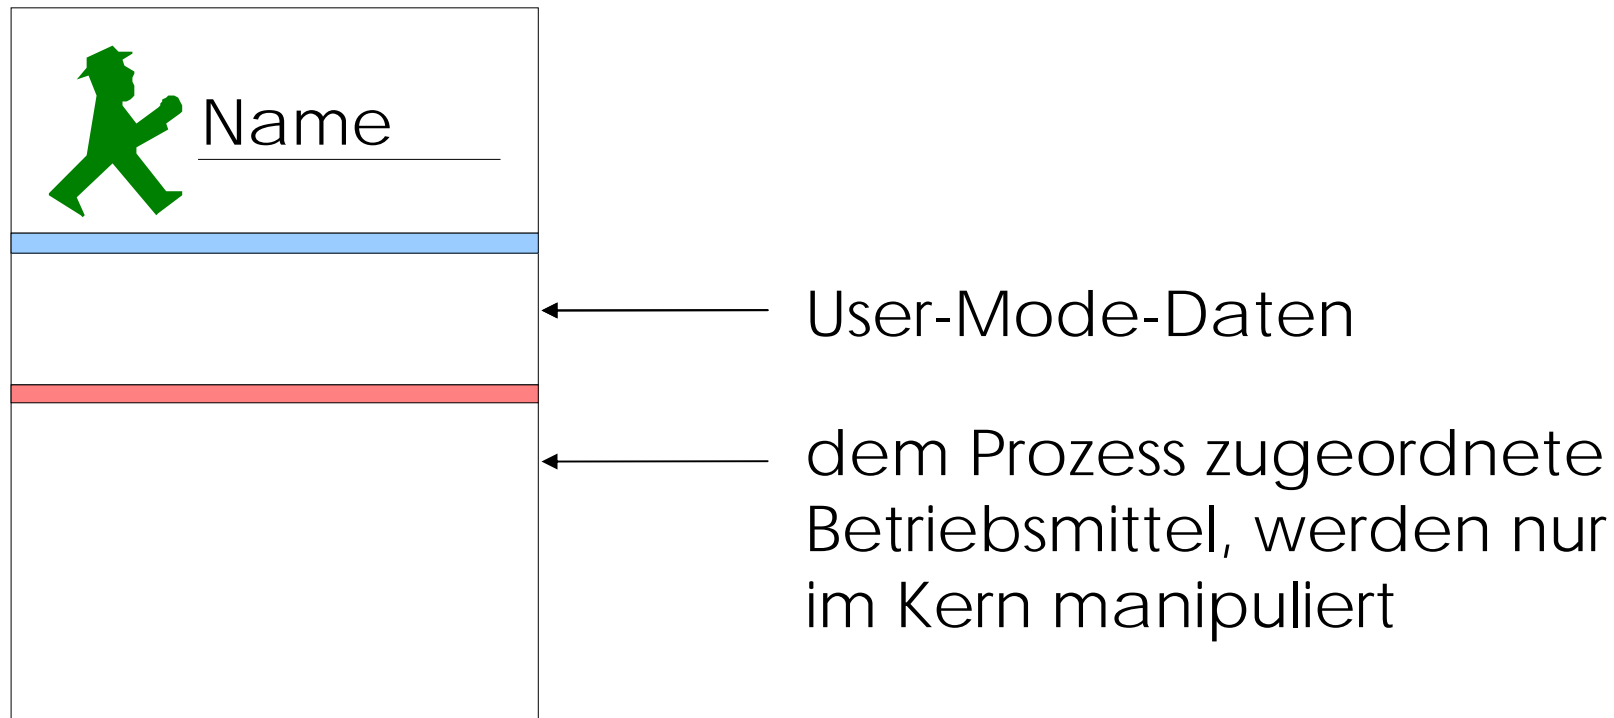 Name
User-Mode-Daten
dem Prozess zugeordnete
Betriebsmittel, werden nur
im Kern manipuliert